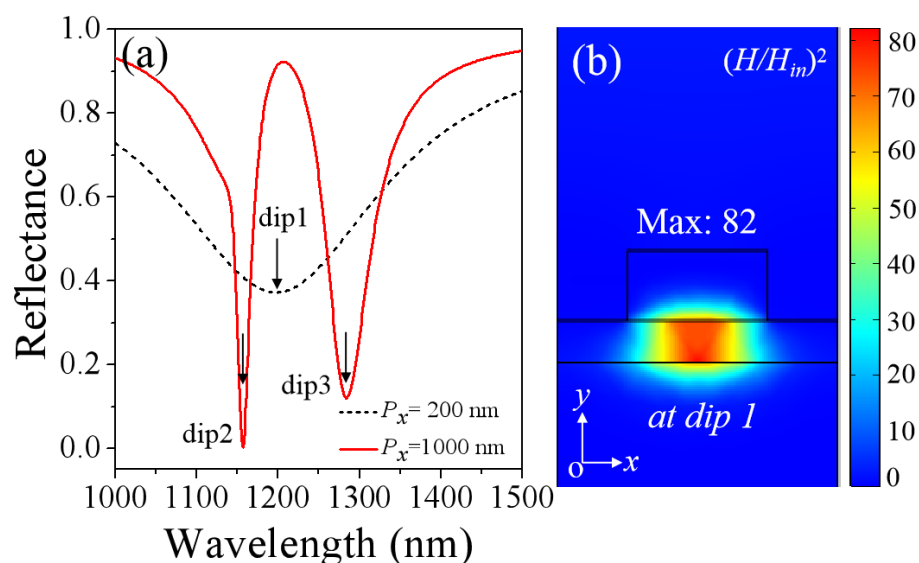 (a)
1.0
0.8
0.6
0.4
0.2
0.0
Reflectance
dip1
dip2
dip3
Pₓ= 200 nm
Pₓ=1000 nm
1000 1100 1200 1300 1400 1500
Wavelength (nm)
(b)
(H/Hᵢₙ)²
Max: 82
at dip 1
y
o x
80
70
60
50
40
30
20
10
0